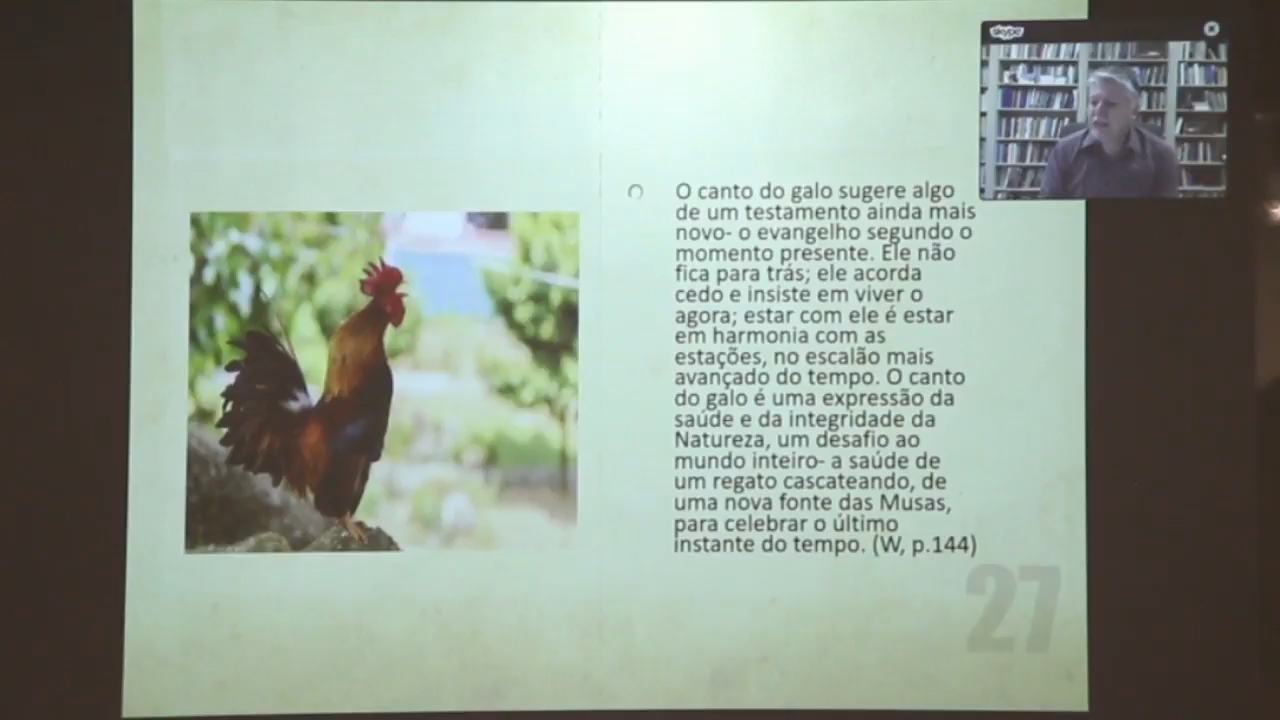 skype
O canto do galo sugere algo
de um testamento ainda mais
novo- o evangelho segundo o
momento presente. Ele não
fica para trás; ele acorda
cedo e insiste em viver o
agora; estar com ele é estar
em harmonia com as
estações, no escalão mais
avançado do tempo. O canto
do galo é uma expressão da
saúde e da integridade da
Natureza, um desafio ao
mundo inteiro- a saúde de
um regato cascateando, de
uma nova fonte das Musas,
para celebrar o último
instante do tempo. (W, p.144)
27